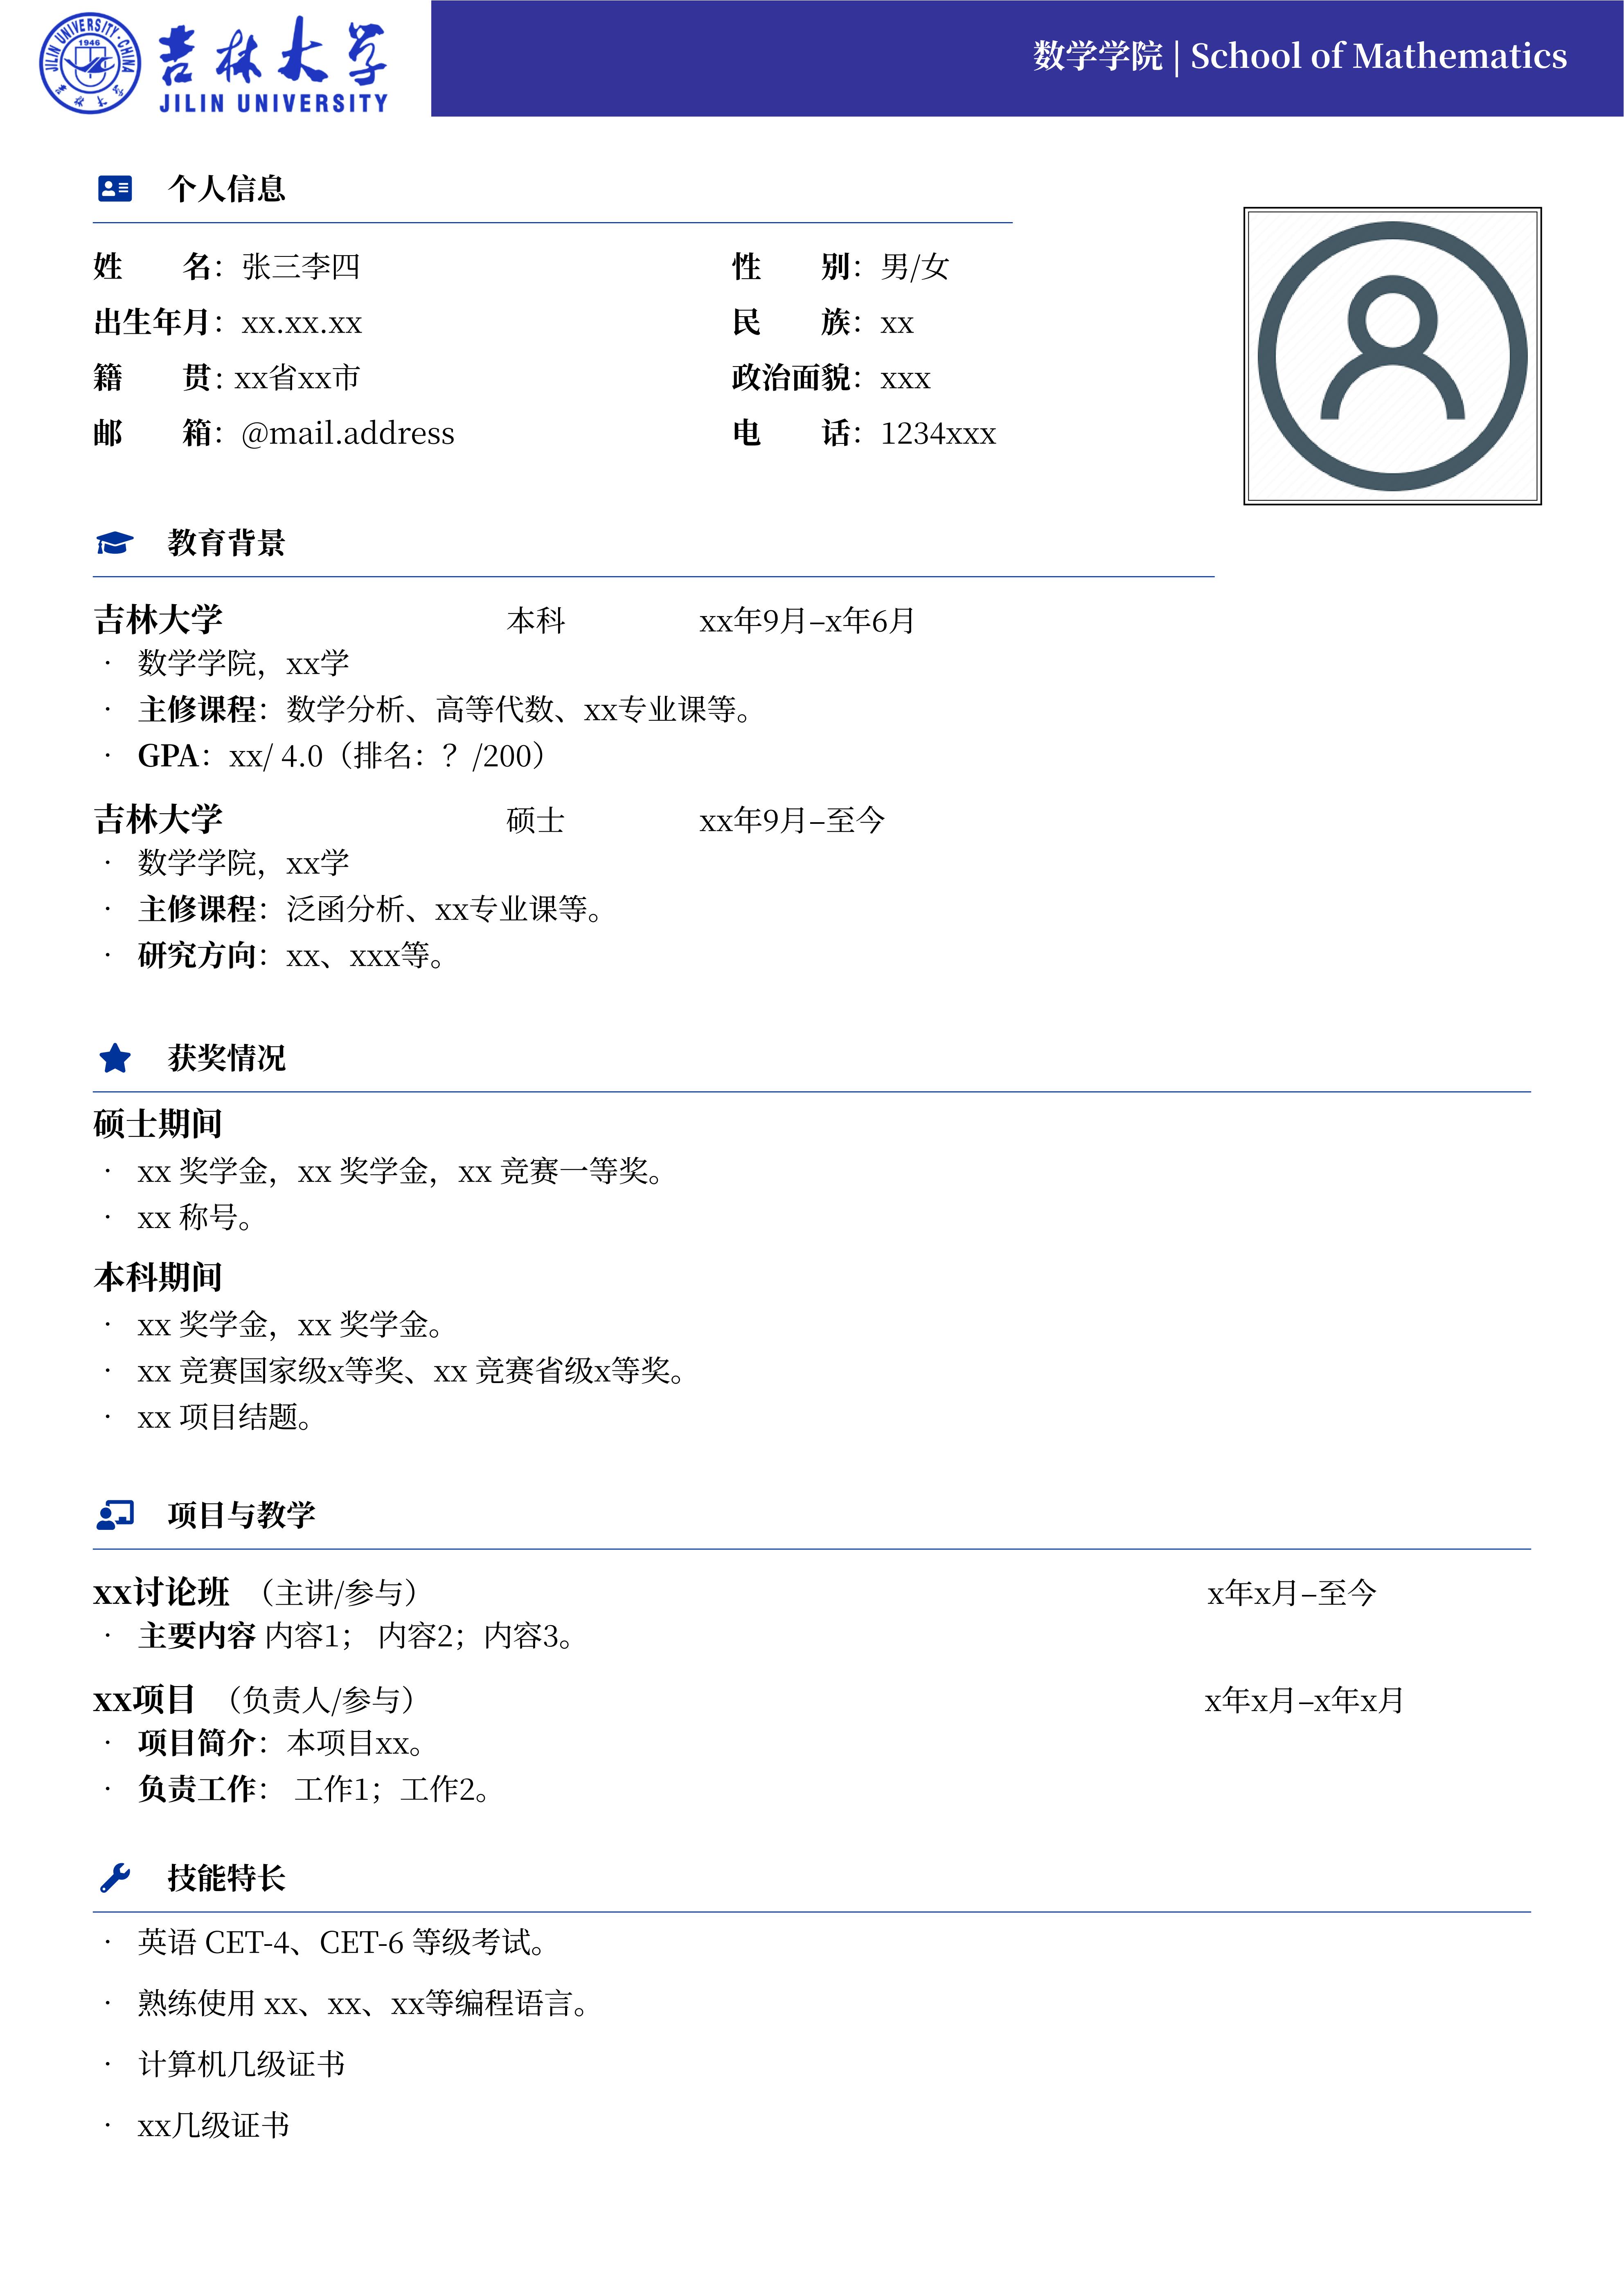 JILIN UNIVERSITY·CHINA
1946
吉林大学
吉林大学
JILIN UNIVERSITY
数学学院 | School of Mathematics
个人信息
姓 名：张三李四 性 别：男/女
出生年月：xx.xx.xx 民 族：xx
籍 贯：xx省xx市 政治面貌：xxx
邮 箱：@mail.address 电 话：1234xxx
教育背景
吉林大学 本科 xx年9月–x年6月
· 数学学院，xx学
· 主修课程：数学分析、高等代数、xx专业课等。
· GPA：xx/ 4.0（排名：？/200）
吉林大学 硕士 xx年9月–至今
· 数学学院，xx学
· 主修课程：泛函分析、xx专业课等。
· 研究方向：xx、xxx等。
获奖情况
硕士期间
· xx 奖学金，xx 奖学金，xx 竞赛一等奖。
· xx 称号。
本科期间
· xx 奖学金，xx 奖学金。
· xx 竞赛国家级x等奖、xx 竞赛省级x等奖。
· xx 项目结题。
项目与教学
xx讨论班 （主讲/参与） x年x月–至今
· 主要内容 内容1； 内容2；内容3。
xx项目 （负责人/参与） x年x月–x年x月
· 项目简介：本项目xx。
· 负责工作： 工作1；工作2。
技能特长
· 英语 CET-4、CET-6 等级考试。
· 熟练使用 xx、xx、xx等编程语言。
· 计算机几级证书
· xx几级证书